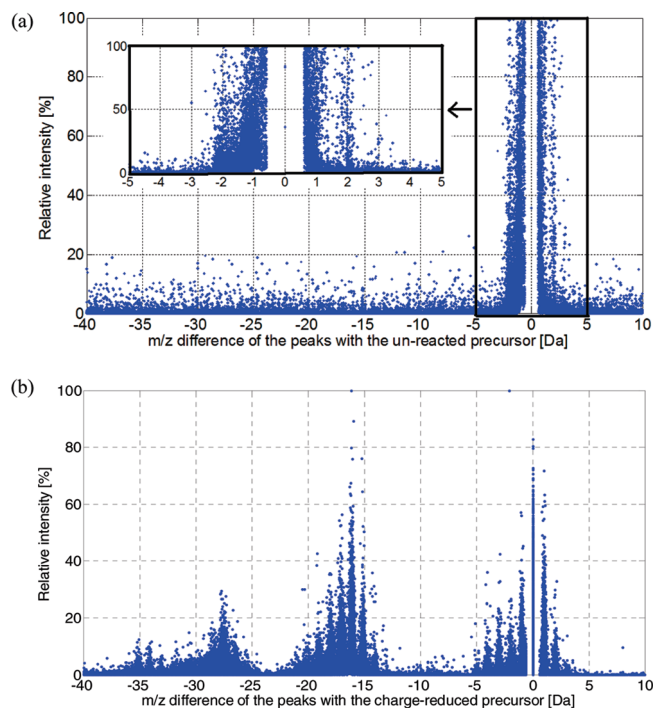 (a)
Relative intensity [%]
100
80
60
40
20
0
100
50
0
-5 -4 -3 -2 -1 0 1 2 3 4 5
-40 -35 -30 -25 -20 -15 -10 -5 0 5 10
m/z difference of the peaks with the un-reacted precursor [Da]
(b)
Relative intensity [%]
100
80
60
40
20
0
-40 -35 -30 -25 -20 -15 -10 -5 0 5 10
m/z difference of the peaks with the charge-reduced precursor [Da]